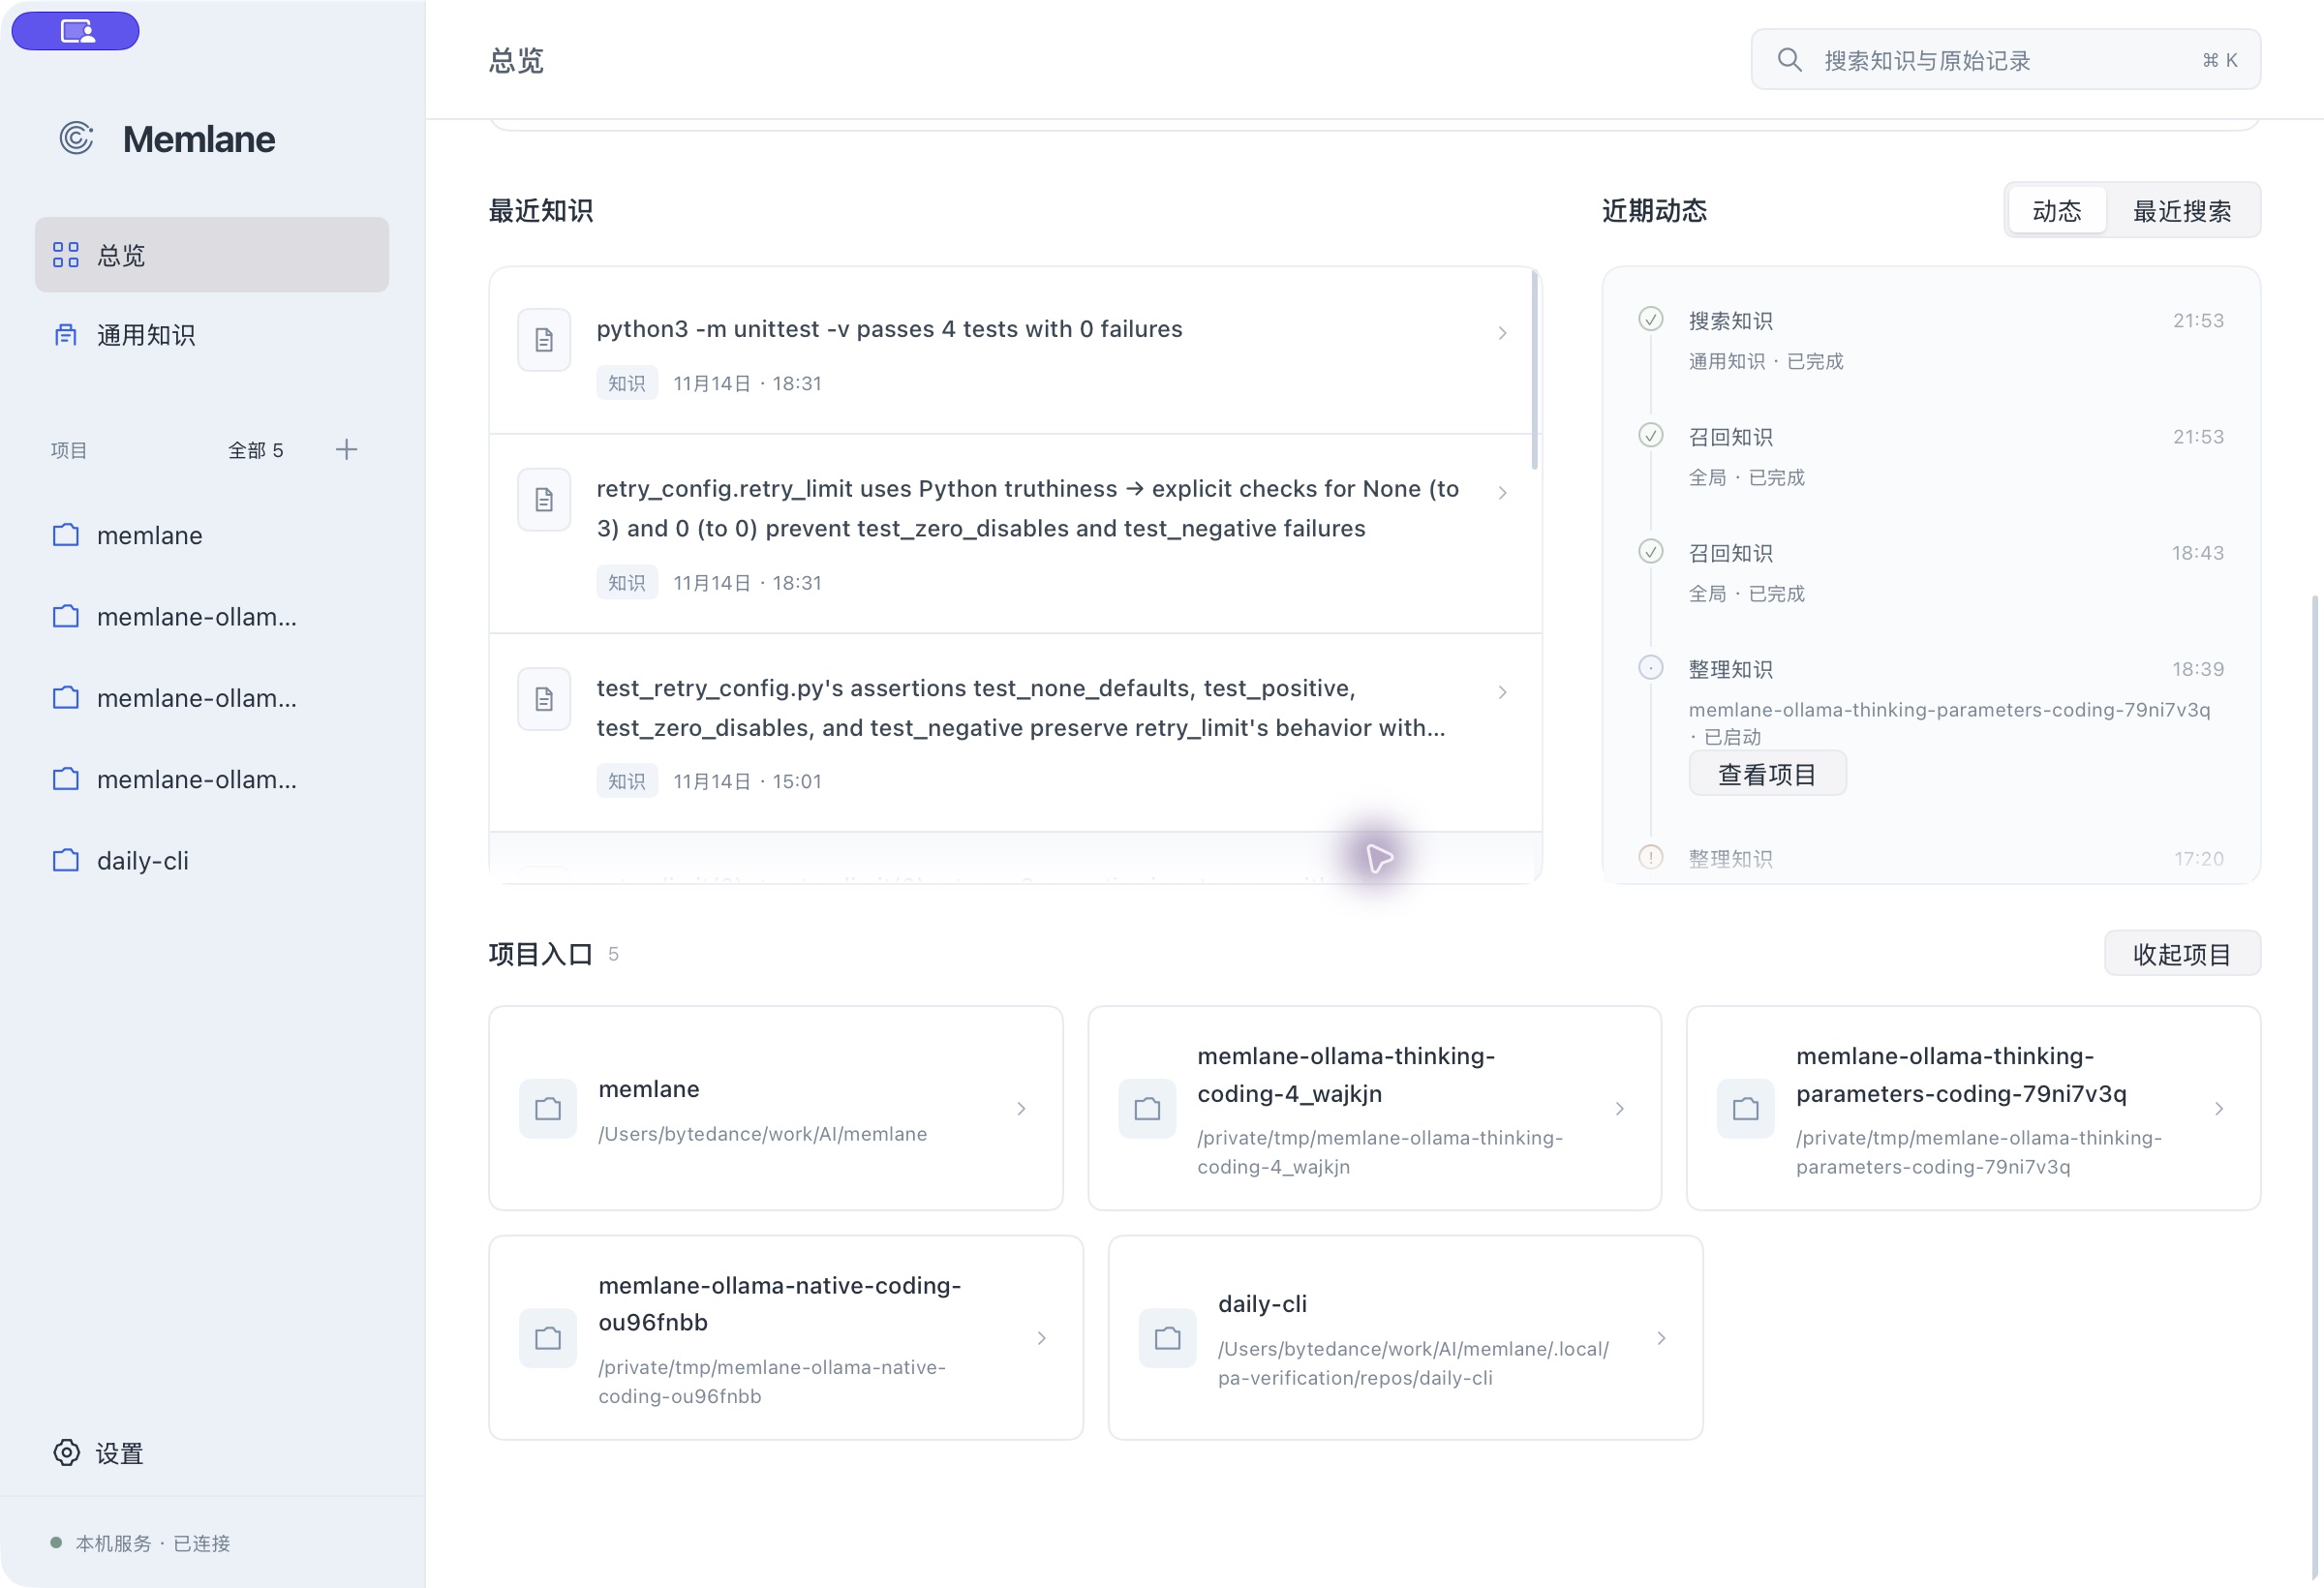 Memlane
总览
通用知识
项目
全部 5
memlane
memlane-ollam...
memlane-ollam...
memlane-ollam...
daily-cli
设置
本机服务 · 已连接
总览
搜索知识与原始记录
⌘ K
最近知识
python3 -m unittest -v passes 4 tests with 0 failures
知识 11月14日 · 18:31
retry_config.retry_limit uses Python truthiness → explicit checks for None (to
3) and 0 (to 0) prevent test_zero_disables and test_negative failures
知识 11月14日 · 18:31
test_retry_config.py's assertions test_none_defaults, test_positive,
test_zero_disables, and test_negative preserve retry_limit's behavior with...
知识 11月14日 · 15:01
近期动态
动态 最近搜索
搜索知识 21:53
通用知识 · 已完成
召回知识 21:53
全局 · 已完成
召回知识 18:43
全局 · 已完成
整理知识 18:39
memlane-ollama-thinking-parameters-coding-79ni7v3q
· 已启动
查看项目
整理知识 17:20
项目入口 5
收起项目
memlane
/Users/bytedance/work/AI/memlane
memlane-ollama-thinking-
coding-4_wajkjn
/private/tmp/memlane-ollama-thinking-
coding-4_wajkjn
memlane-ollama-thinking-
parameters-coding-79ni7v3q
/private/tmp/memlane-ollama-thinking-
parameters-coding-79ni7v3q
memlane-ollama-native-coding-
ou96fnbb
/private/tmp/memlane-ollama-native-
coding-ou96fnbb
daily-cli
/Users/bytedance/work/AI/memlane/.local/
pa-verification/repos/daily-cli